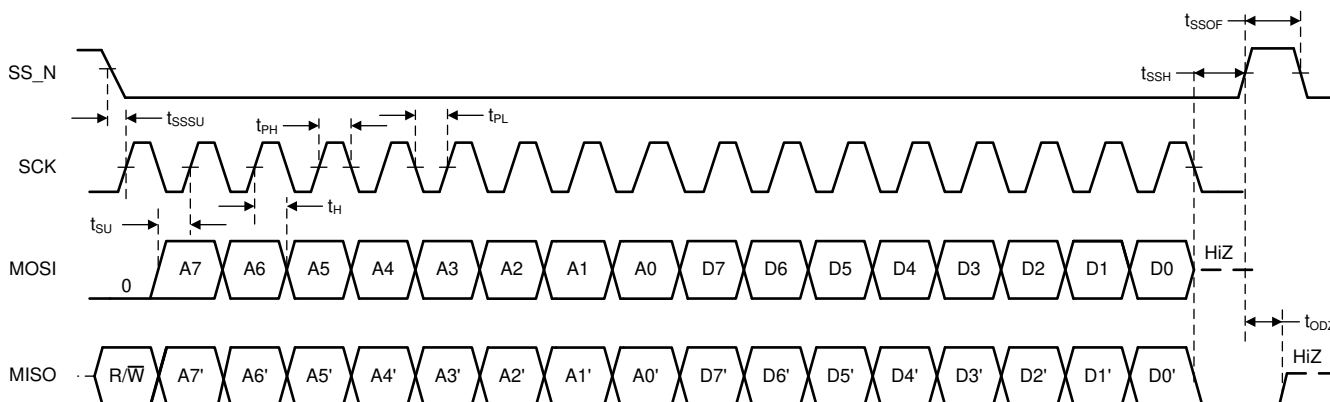 tSSOF
SS_N
tSSH
tSSSU
tPH
tPL
SCK
tSU
tH
MOSI 0 A7 A6 A5 A4 A3 A2 A1 A0 D7 D6 D5 D4 D3 D2 D1 D0 HiZ
tODZ
HiZ
MISO R/W̅ A7' A6' A5' A4' A3' A2' A1' A0' D7' D6' D5' D4' D3' D2' D1' D0'